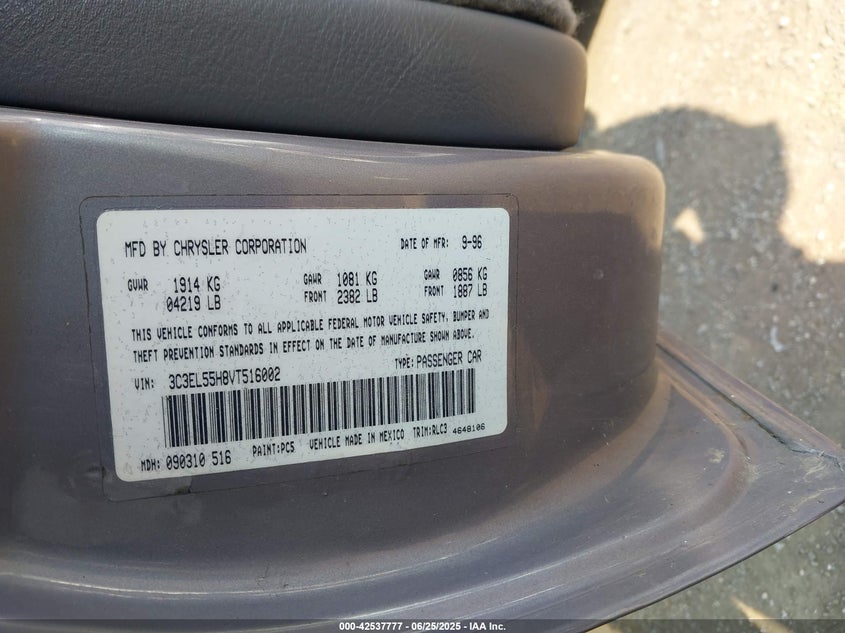 MFD BY CHRYSLER CORPORATION DATE OF MFR: 9-96
GVWR 1914 KG GAWR 1081 KG GAWR 0856 KG
04219 LB FRONT 2382 LB FRONT 1887 LB
THIS VEHICLE CONFORMS TO ALL APPLICABLE FEDERAL MOTOR VEHICLE SAFETY, BUMPER AND
THEFT PREVENTION STANDARDS IN EFFECT ON THE DATE OF MANUFACTURE SHOWN ABOVE.
VIN: 3C3EL55H8VT516002 TYPE: PASSENGER CAR
MDH: 090310 516 PAINT:PC5 VEHICLE MADE IN MEXICO TRIM:RLC3 4648106
000-42537777 - 06/25/2025 - IAA Inc.